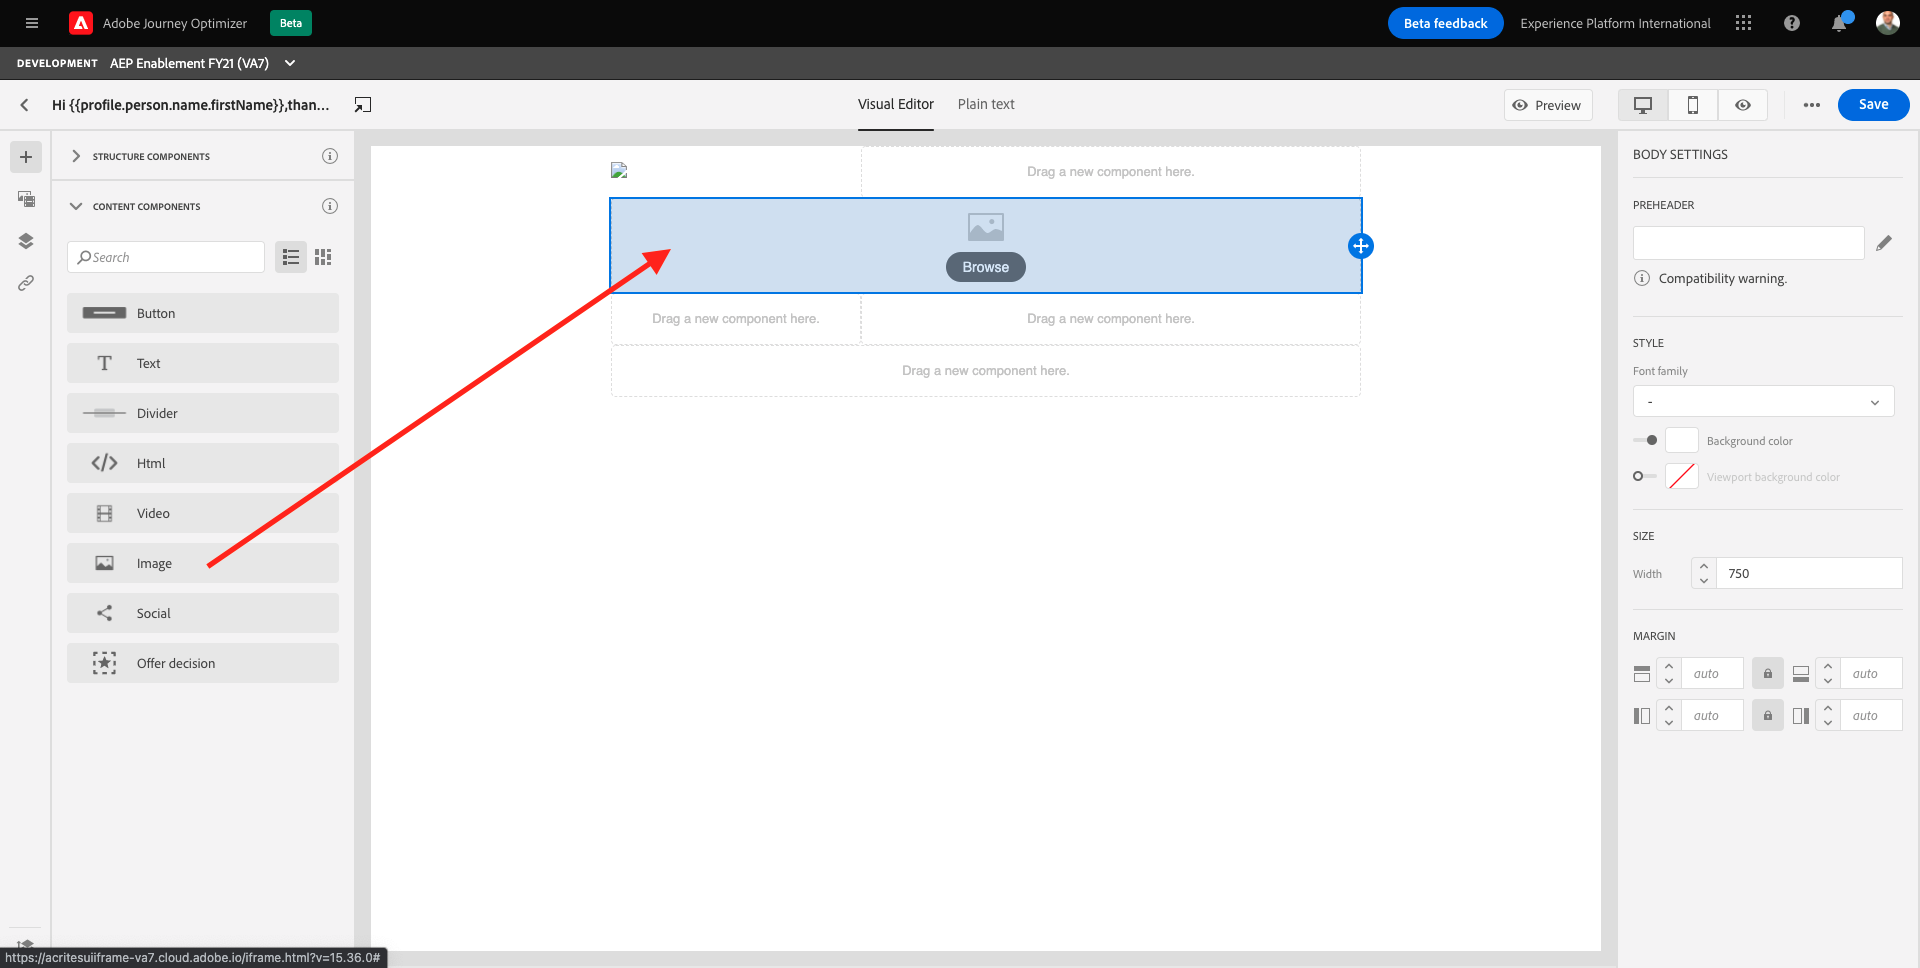 Adobe Journey Optimizer
Beta
Beta feedback
Experience Platform International
DEVELOPMENT
AEP Enablement FY21 (VA7)
Hi {{profile.person.name.firstName}},than...
Visual Editor
Plain text
Preview
Save
STRUCTURE COMPONENTS
CONTENT COMPONENTS
Search
Button
Text
Divider
Html
Video
Image
Social
Offer decision
Drag a new component here.
Browse
Drag a new component here.
Drag a new component here.
Drag a new component here.
BODY SETTINGS
PREHEADER
Compatibility warning.
STYLE
Font family
-
Background color
Viewport background color
SIZE
Width
750
MARGIN
auto
auto
auto
auto
https://acritesuiiframe-va7.cloud.adobe.io/iframe.html?v=15.36.0#